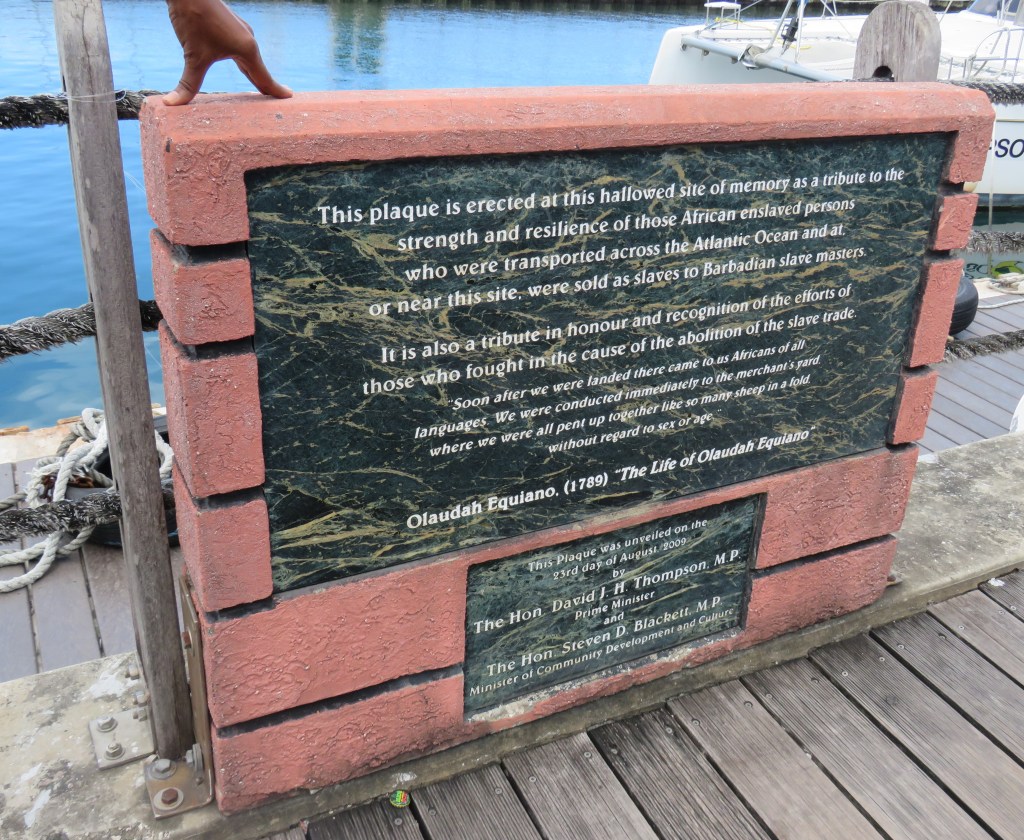 This plaque is erected at this hallowed site of memory as a tribute to the
strength and resilience of those African enslaved persons
who were transported across the Atlantic Ocean and at,
or near this site, were sold as slaves to Barbadian slave masters.
It is also a tribute in honour and recognition of the efforts of
those who fought in the cause of the abolition of the slave trade.
"Soon after we were landed there came to us Africans of all
languages. We were conducted immediately to the merchant's yard,
where we were all pent up together like so many sheep in a fold,
without regard to sex or age."
Olaudah Equiano, (1789) "The Life of Olaudah Equiano"
This Plaque was unveiled on the
23rd day of August, 2009
by
The Hon. David J. H. Thompson, M.P.
Prime Minister
and
The Hon. Steven D. Blackett, M.P.
Minister of Community Development and Culture